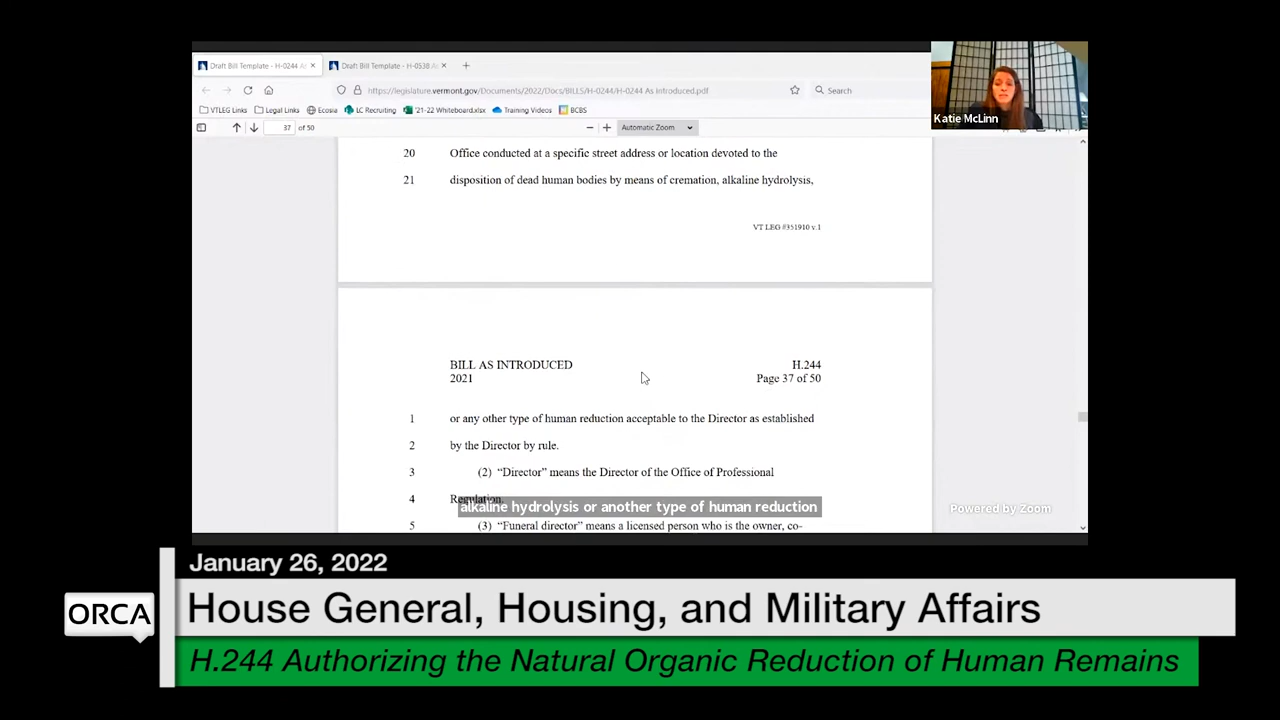 Draft Bill Template - H-0244 As
Draft Bill Template - H-0538 A
https://legislature.vermont.gov/Documents/2022/Docs/BILLS/H-0244/H-0244 As Introduced.pdf
Search
VTLEG Links
Legal Links
Ecosia
LC Recruiting
'21-22 Whiteboard.xlsx
Training Videos
BCBS
Katie McLinn
37 of 50
Automatic Zoom
20 Office conducted at a specific street address or location devoted to the
21 disposition of dead human bodies by means of cremation, alkaline hydrolysis,
VT LEG #351910 v.1
BILL AS INTRODUCED H.244
2021 Page 37 of 50
1 or any other type of human reduction acceptable to the Director as established
2 by the Director by rule.
3 (2) “Director” means the Director of the Office of Professional
4 Regulation.
alkaline hydrolysis or another type of human reduction
Powered by Zoom
5 (3) “Funeral director” means a licensed person who is the owner, co-
January 26, 2022
ORCA
House General, Housing, and Military Affairs
H.244 Authorizing the Natural Organic Reduction of Human Remains